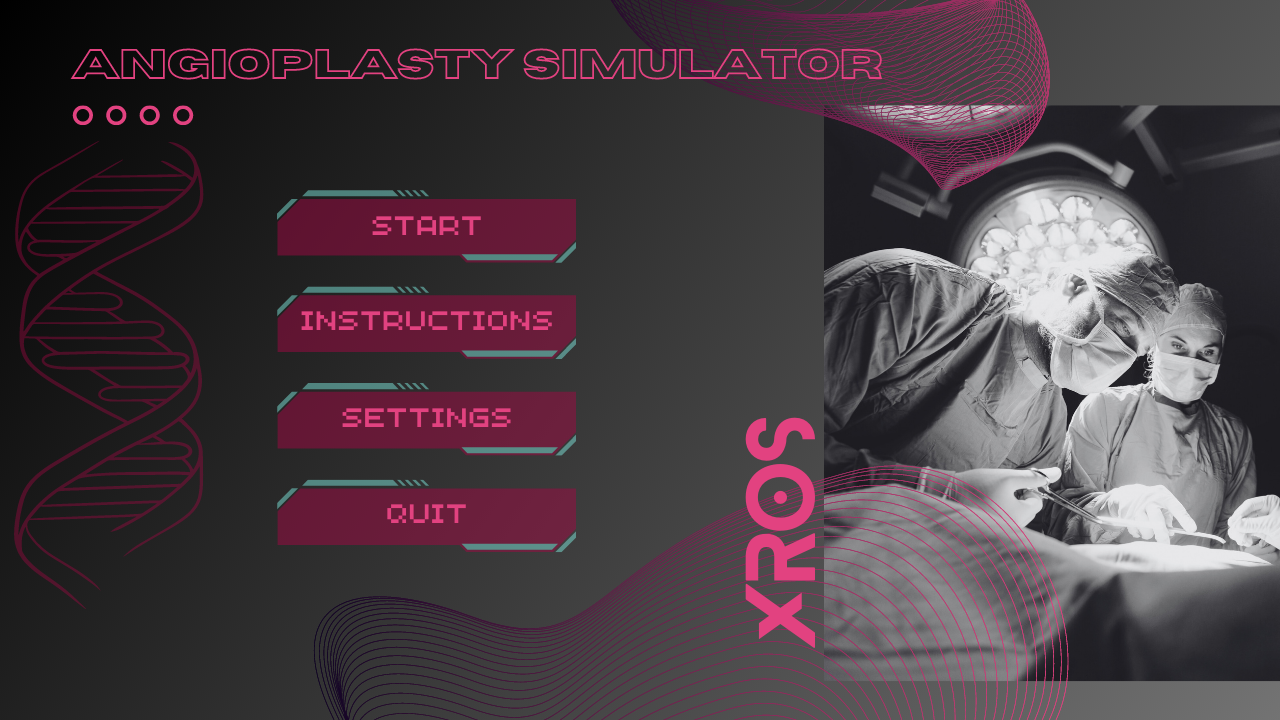 ANGIOPLASTY SIMULATOR
START
INSTRUCTIONS
SETTINGS
QUIT
XROS